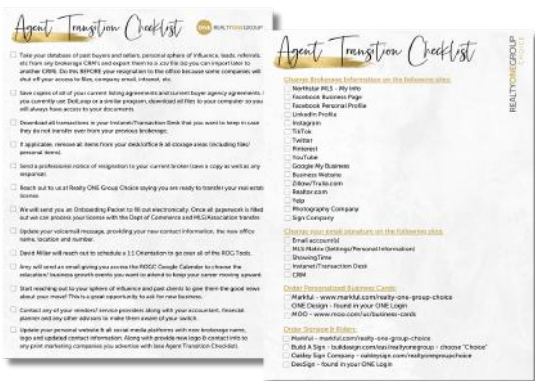 Agent Transition Checklist
ONE REALTYONEGROUP
Take your database of past buyers and sellers, personal sphere of influence, leads, referrals,
etc from any brokerage CRM's and export them to a .csv file (so you can import later to
another CRM). Do this BEFORE your resignation to the office because some companies will
shut off your access to files, company email, intranet, etc.
Save copies of all of your current listing agreements and current buyer agency agreements.
you currently use DotLoop or a similar program, download all files to your computer so you
will always have access to your documents.
Download all transactions in your Instanet/Transaction Desk that you want to keep in case
they do not transfer over from your previous brokerage.
If applicable, remove all items from your desk/office & all storage areas (including files/
personal items).
Send a professional notice of resignation to your current broker (save a copy as well as any
response).
Reach out to us at Realty ONE Group Choice saying you are ready to transfer your real estate
license.
We will send you an Onboarding Packet to fill out electronically. Once all paperwork is filled
out we can process your license with the Dept of Commerce and MLS/Association transfer.
Update your voicemail message, providing your new contact information, the new office
name, location and number.
David Miller will reach out to schedule a 1:1 Orientation to go over all of the ROG Tools.
Amy will send an email giving you access the ROGC Google Calendar to choose the
education/ business growth events you want to attend to keep your career moving upward.
Start reaching out to your sphere of influence and past clients to give them the good news
about your move! This is a great opportunity to ask for new business.
Contact any of your vendors/ service providers along with your accountant, financial
planner and any other advisors to make them aware of your switch.
Update your personal website & all social media platforms with new brokerage name,
logo and updated contact information. Along with provide new logo & contact info to
any print marketing companies you advertise with (see Agent Transition Checklist).
Agent Transition Checklist
REALTYONEGROUP
CHOICE
Change Brokerage Information on the following sites:
Northstar MLS - My Info
Facebook Business Page
Facebook Personal Profile
LinkedIn Profile
Instagram
TikTok
Twitter
Pinterest
YouTube
Google My Business
Business Website
Zillow/Trulia.com
Realtor.com
Yelp
Photography Company
Sign Company
Change your email signature on the following sites:
Email account(s)
MLS Matrix (Settings/Personal Information)
ShowingTime
Instanet/Transaction Desk
CRM
Order Personalized Business Cards:
Markful - www.markful.com/realty-one-group-choice
ONE Design - found in your ONE Login
MOO - www.moo.com/us/business-cards
Order Signage & Riders:
Markful - markful.com/realty-one-group-choice
Build A Sign - buildasign.com/easi/realtyonegroup - choose "Choice"
Oakley Sign Company - oakleysign.com/realtyonegroupchoice
DeeSign - found in your ONE Login